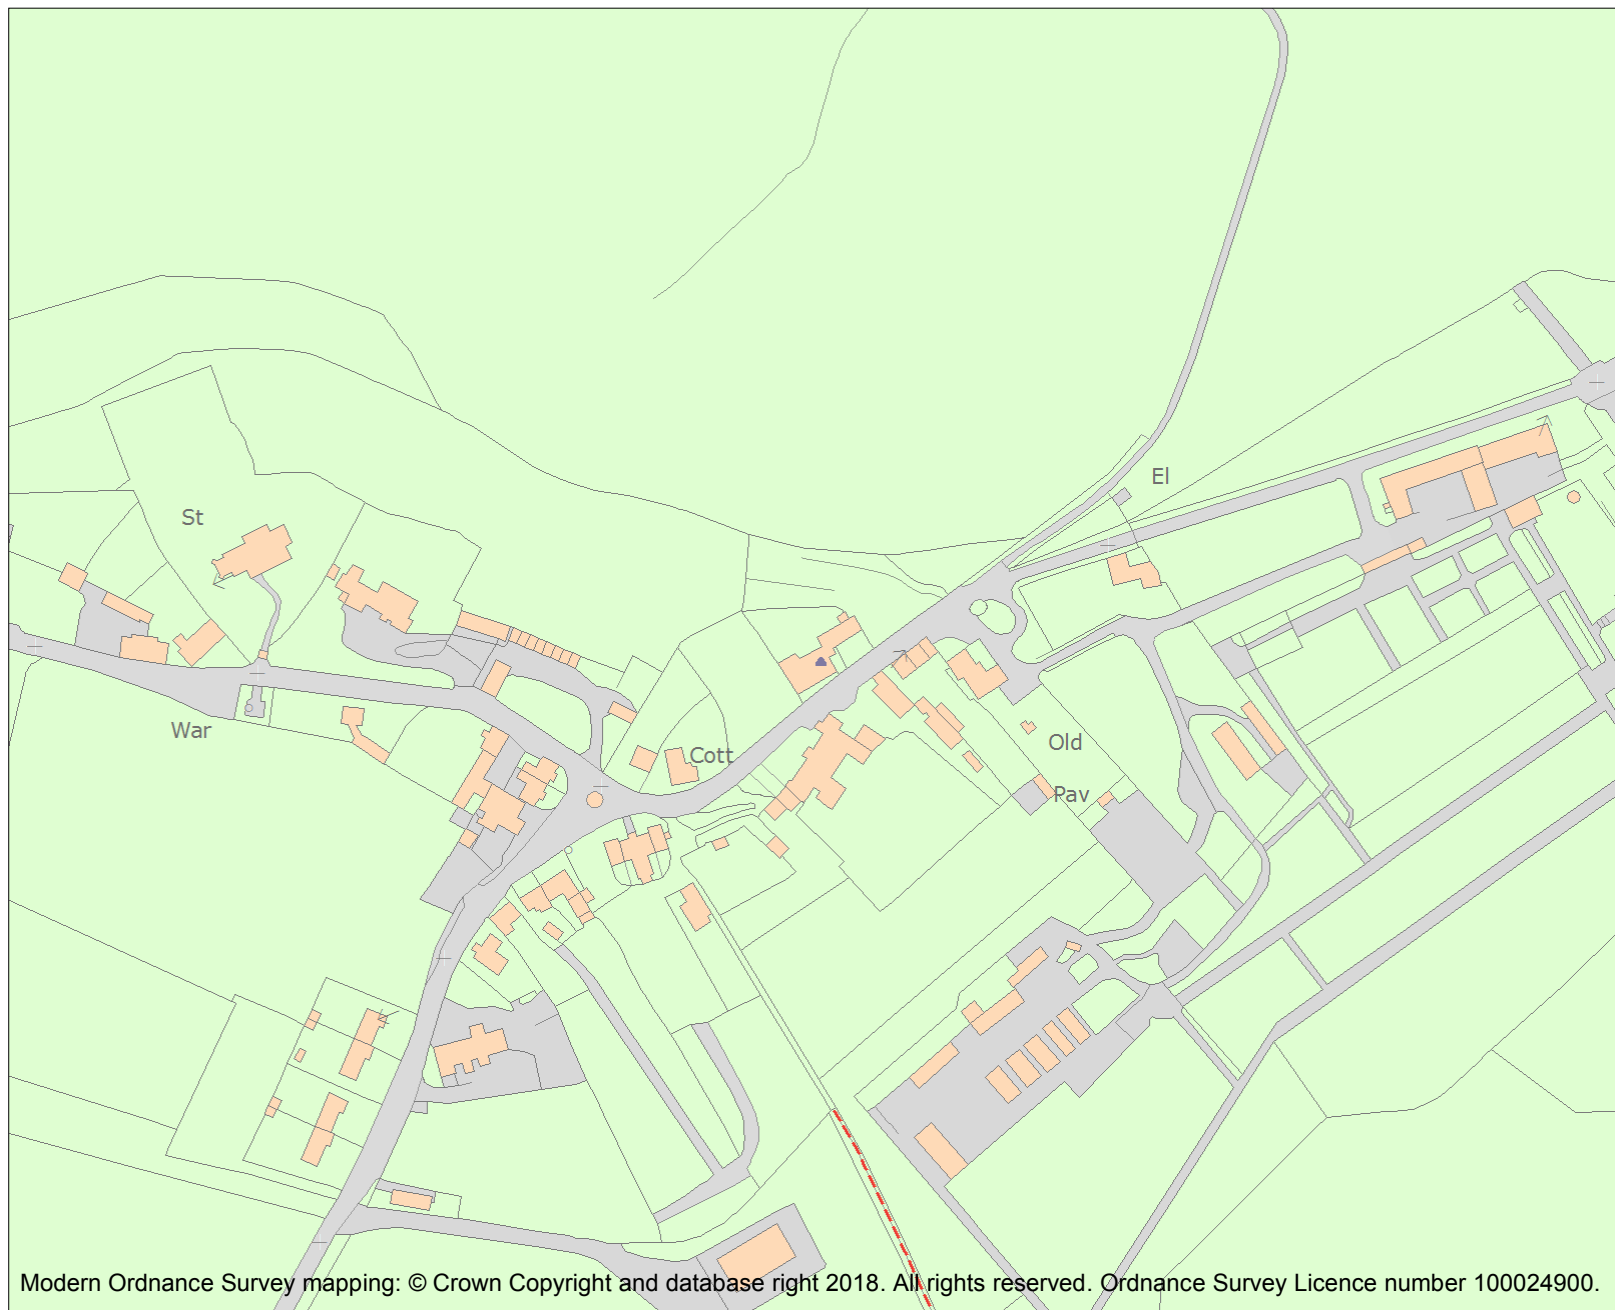 El
St
War
Cott
Old
Pav
Modern Ordnance Survey mapping: © Crown Copyright and database right 2018. All rights reserved. Ordnance Survey Licence number 100024900.